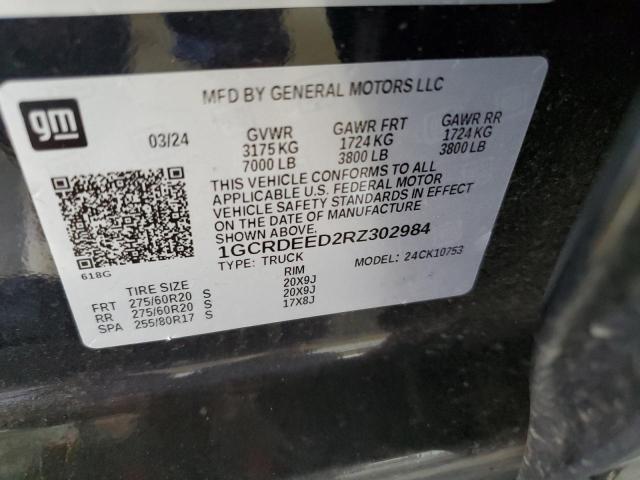 MFD BY GENERAL MOTORS LLC
gm
03/24 GVWR GAWR FRT GAWR RR
3175 KG 1724 KG 1724 KG
7000 LB 3800 LB 3800 LB
THIS VEHICLE CONFORMS TO ALL
APPLICABLE U.S. FEDERAL MOTOR
VEHICLE SAFETY STANDARDS IN EFFECT
ON THE DATE OF MANUFACTURE
SHOWN ABOVE.
1GCRDEED2RZ302984
618G TYPE: TRUCK MODEL: 24CK10753
TIRE SIZE RIM
FRT 275/60R20 S 20X9J
RR 275/60R20 S 20X9J
SPA 255/80R17 S 17X8J